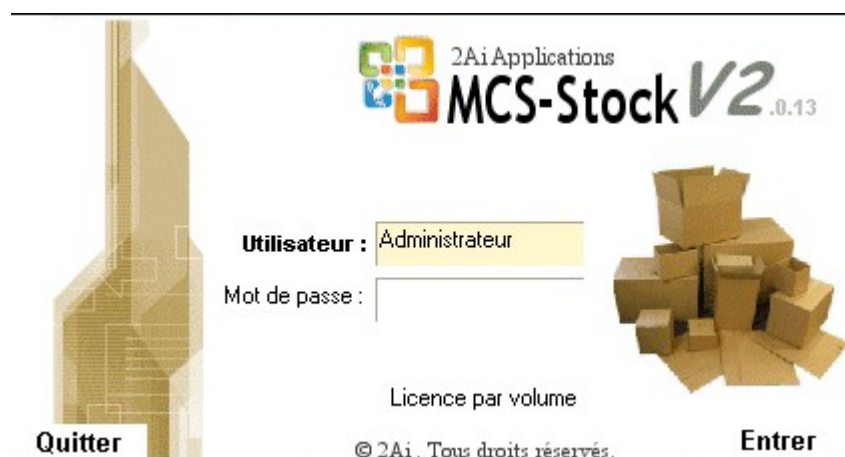 2Ai Applications
MCS-Stock V2.0.13
Utilisateur : Administrateur
Mot de passe :
Licence par volume
Quitter
© 2Ai . Tous droits réservés.
Entrer